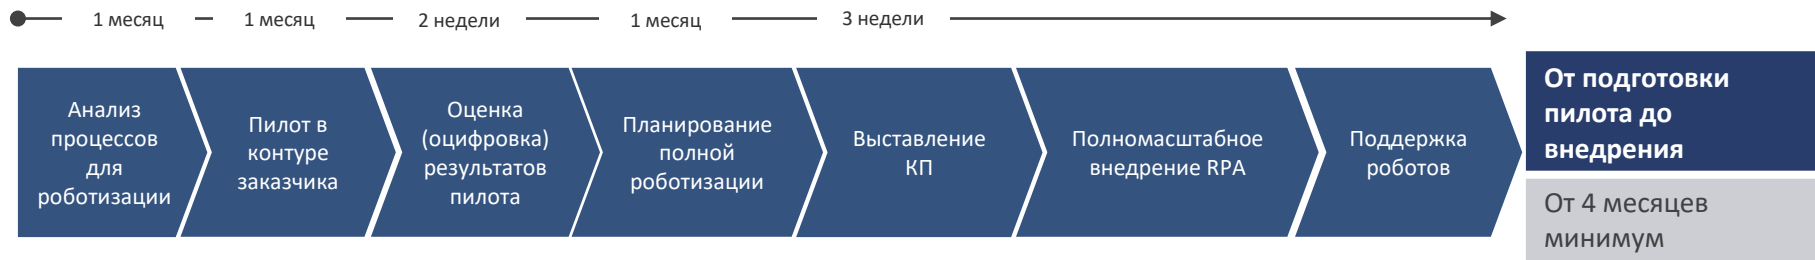 1 месяц
1 месяц
2 недели
1 месяц
3 недели
Анализ
процессов
для
роботизации
Пилот в
контуре
заказчика
Оценка
(оцифровка)
результатов
пилота
Планирование
полной
роботизации
Выставление
КП
Полномасштабное
внедрение RPA
Поддержка
роботов
От подготовки
пилота до
внедрения
От 4 месяцев
минимум